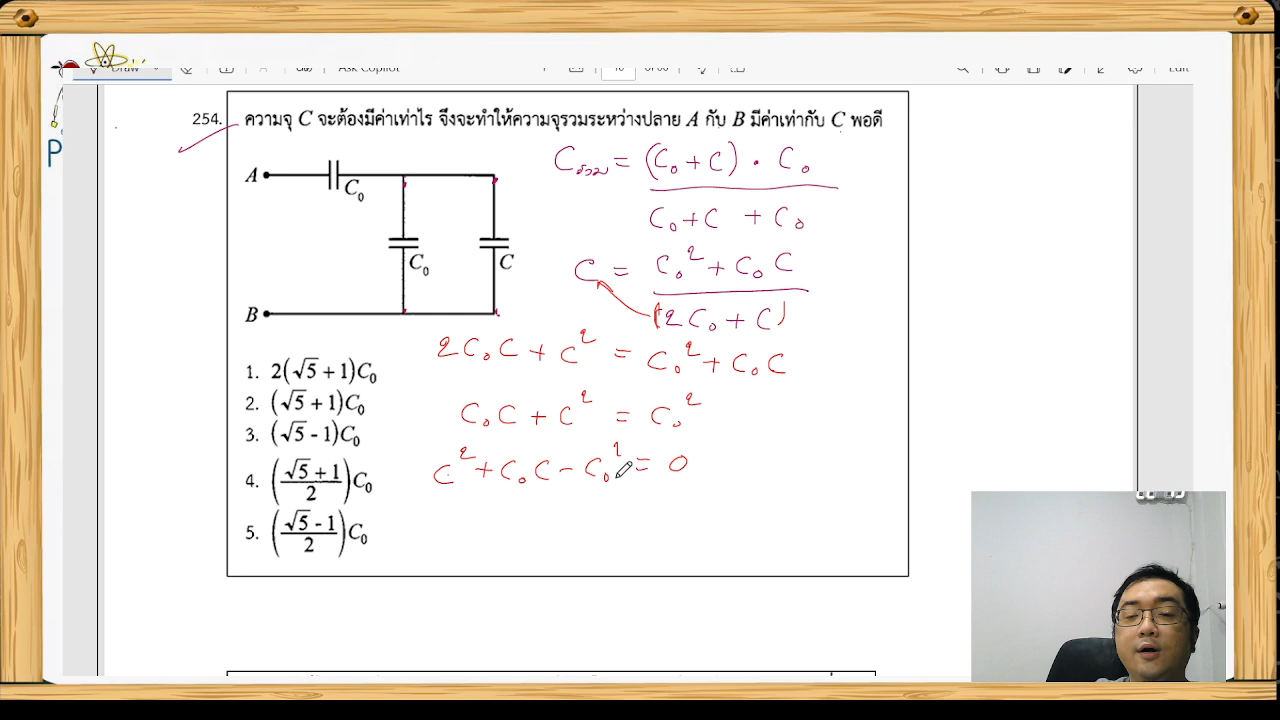 Draw
Ask Copilot
Edit
P
254. ความจุ C จะต้องมีค่าเท่าไร จึงจะทำให้ความจุรวมระหว่างปลาย A กับ B มีค่าเท่ากับ C พอดี
A
C₀
C₀
C
B
1. 2(√5 + 1)C₀
2. (√5 + 1)C₀
3. (√5 - 1)C₀
4. ((√5 + 1)/2)C₀
5. ((√5 - 1)/2)C₀
Cรวม = (C₀ + C) · C₀
C₀ + C + C₀
C = C₀² + C₀C
(2C₀ + C)
2C₀C + C² = C₀² + C₀C
C₀C + C² = C₀²
C² + C₀C − C₀² = 0